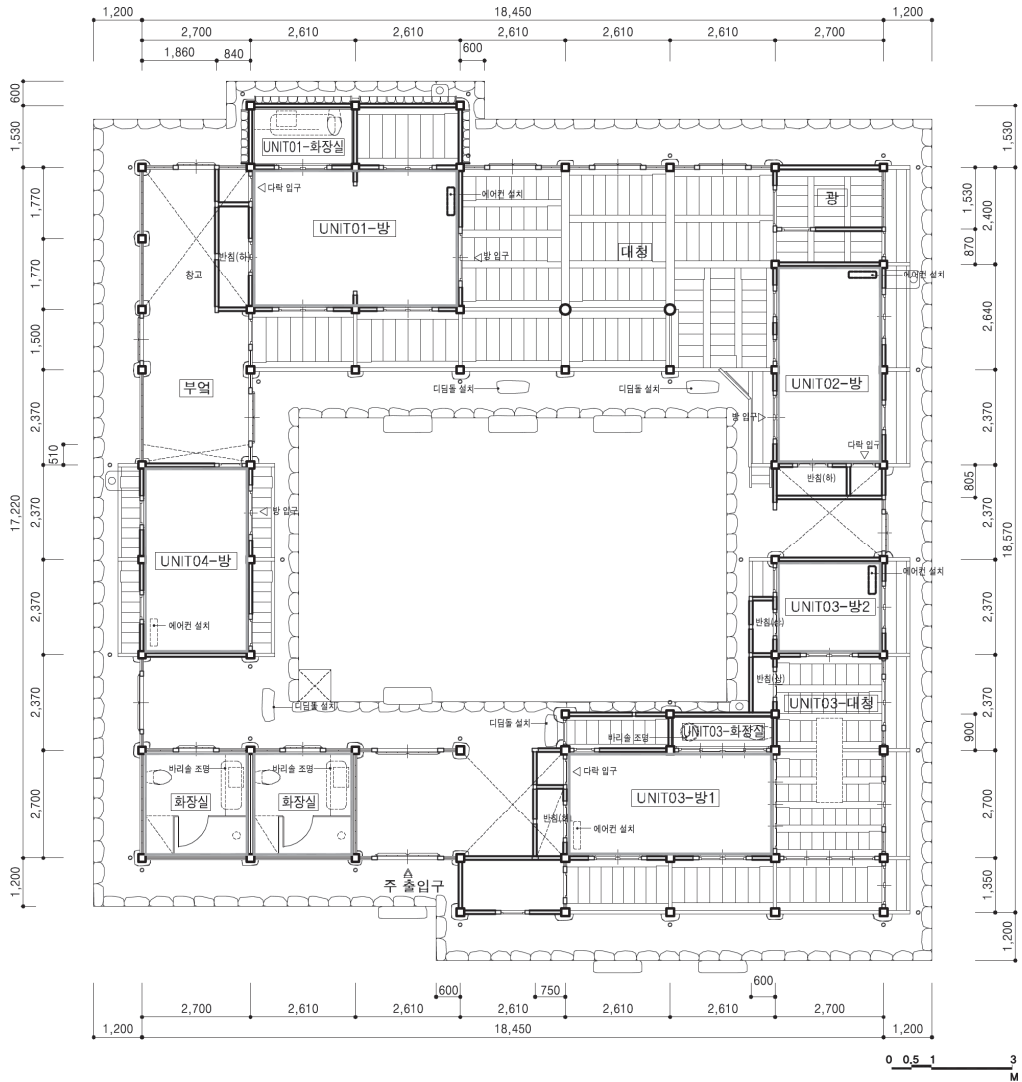 1,200 18,450 1,200
2,700 2,610 2,610 2,610 2,610 2,610 2,700
1,860 840 600
600
1,530
1,770
1,770
1,500
2,370
510
17,220
2,370
2,370
2,370
2,700
1,200
1,530
1,530
2,400
870
2,640
2,370
805
2,370
18,570
2,370
2,370
900
2,700
1,350
1,200
UNIT01-화장실
다락 입구
에어컨 설치
광
UNIT01-방
대청
반침(하)
방 입구
창고
에어컨 설치
부엌
디딤돌 설치
디딤돌 설치
UNIT02-방
방 입구
다락 입구
반침(하)
방 입구
UNIT04-방
에어컨 설치
UNIT03-방2
에어컨 설치
반침(상)
반침(상)
UNIT03-대청
디딤돌 설치
디딤돌 설치
UNIT03-화장실
바리솔 조명
바리솔 조명
바리솔 조명
다락 입구
화장실
화장실
UNIT03-방1
에어컨 설치
주 출입구
600 750 600
2,700 2,610 2,610 2,610 2,610 2,610 2,700
1,200 18,450 1,200
0 0.5 1 3
M